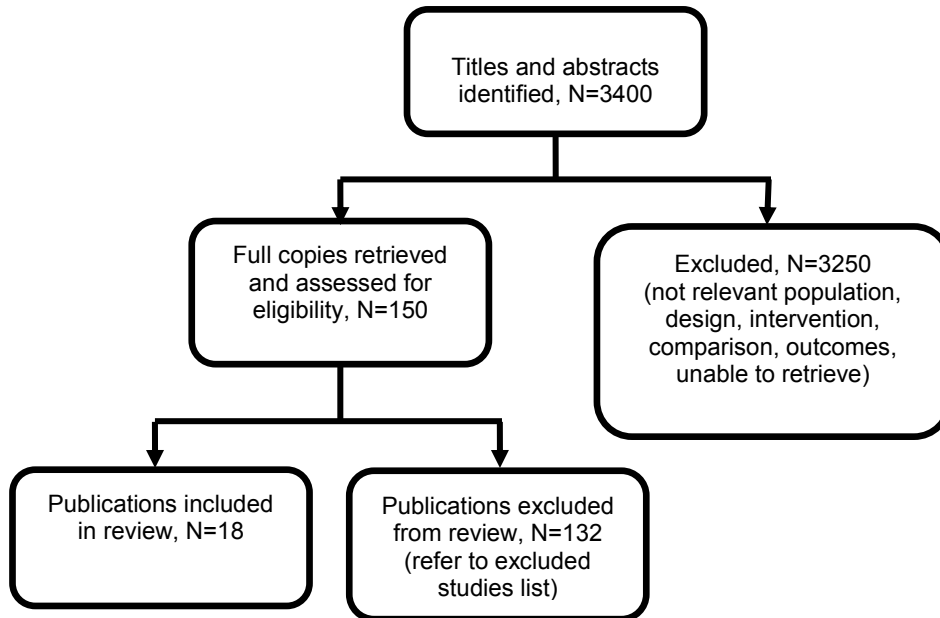 Titles and abstracts
identified, N=3400
Full copies retrieved
and assessed for
eligibility, N=150
Excluded, N=3250
(not relevant population,
design, intervention,
comparison, outcomes,
unable to retrieve)
Publications included
in review, N=18
Publications excluded
from review, N=132
(refer to excluded
studies list)